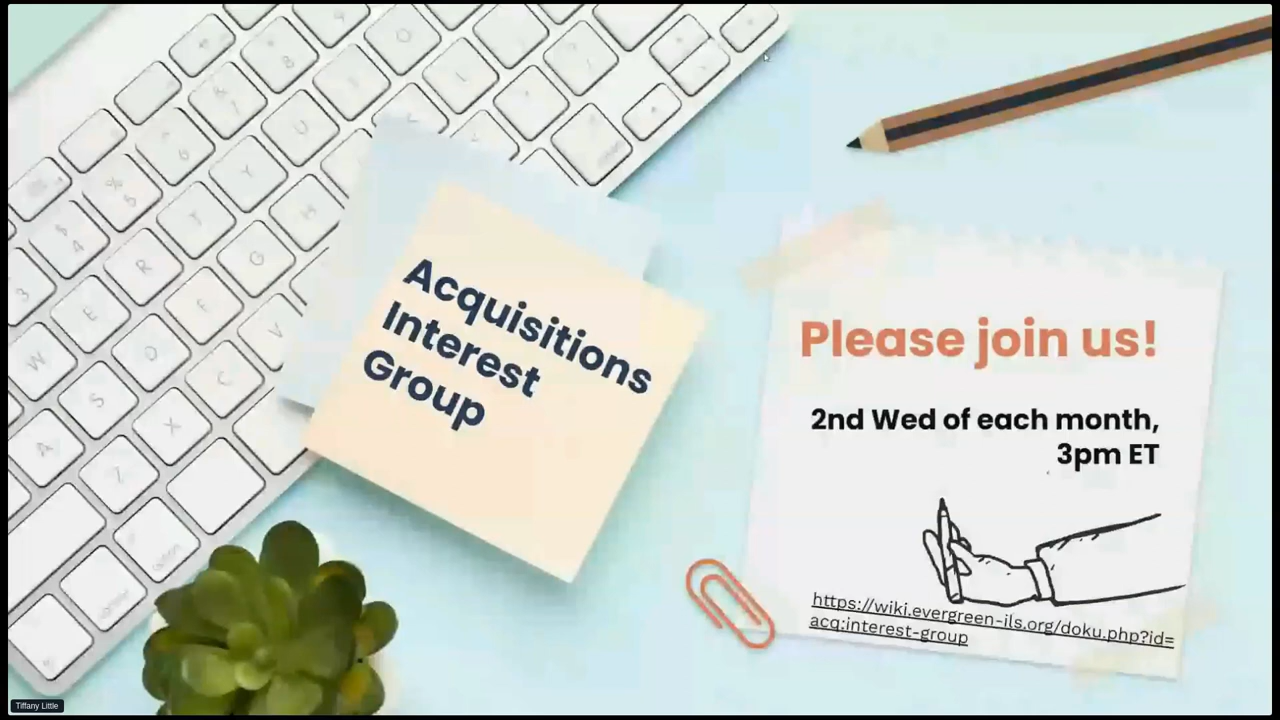 Acquisitions
Interest
Group
Please join us!
2nd Wed of each month,
3pm ET
https://wiki.evergreen-ils.org/doku.php?id=
acq:interest-group
Tiffany Little